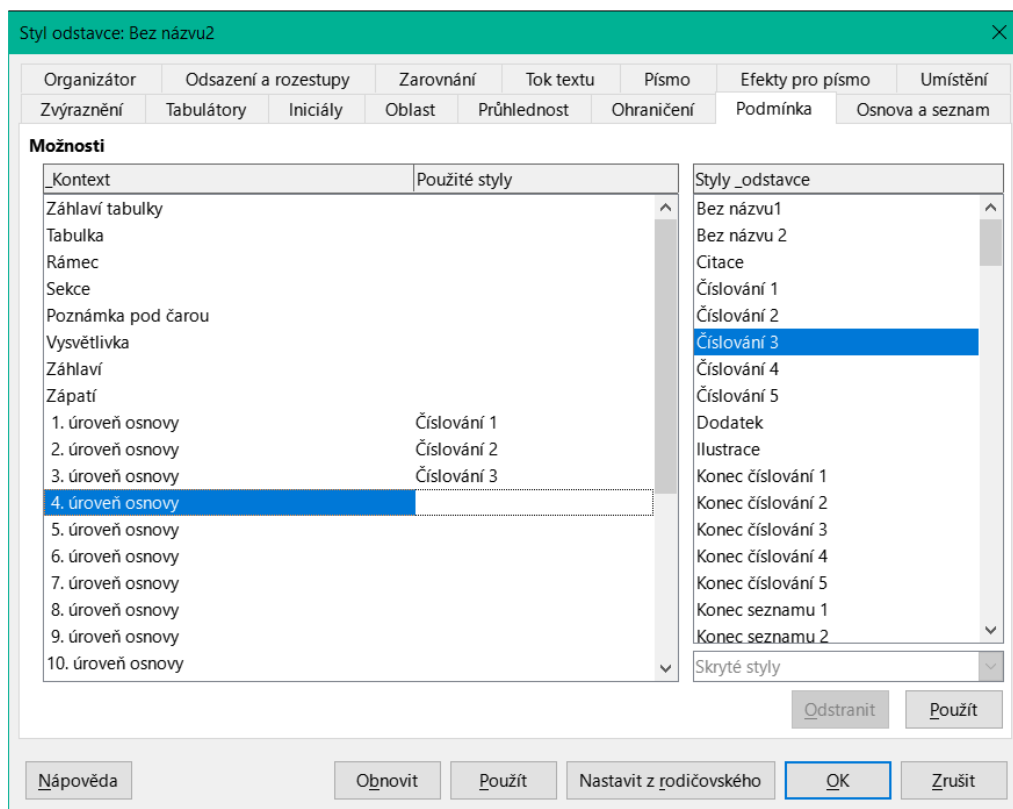 Styl odstavce: Bez názvu2
Organizátor Odsazení a rozestupy Zarovnání Tok textu Písmo Efekty pro písmo Umístění
Zvýraznění Tabulátory Iniciály Oblast Průhlednost Ohraničení Podmínka Osnova a seznam
Možnosti
_Kontext Použité styly Styly _odstavce
Záhlaví tabulky Bez názvu1
Tabulka Bez názvu 2
Rámec Citace
Sekce Číslování 1
Poznámka pod čarou Číslování 2
Vysvětlivka Číslování 3
Záhlaví Číslování 4
Zápatí Číslování 5
1. úroveň osnovy Číslování 1 Dodatek
2. úroveň osnovy Číslování 2 Ilustrace
3. úroveň osnovy Číslování 3 Konec číslování 1
4. úroveň osnovy Konec číslování 2
5. úroveň osnovy Konec číslování 3
6. úroveň osnovy Konec číslování 4
7. úroveň osnovy Konec číslování 5
8. úroveň osnovy Konec seznamu 1
9. úroveň osnovy Konec seznamu 2
10. úroveň osnovy Skryté styly
Odstranit Použít
Nápověda Obnovit Použít Nastavit z rodičovského OK Zrušit